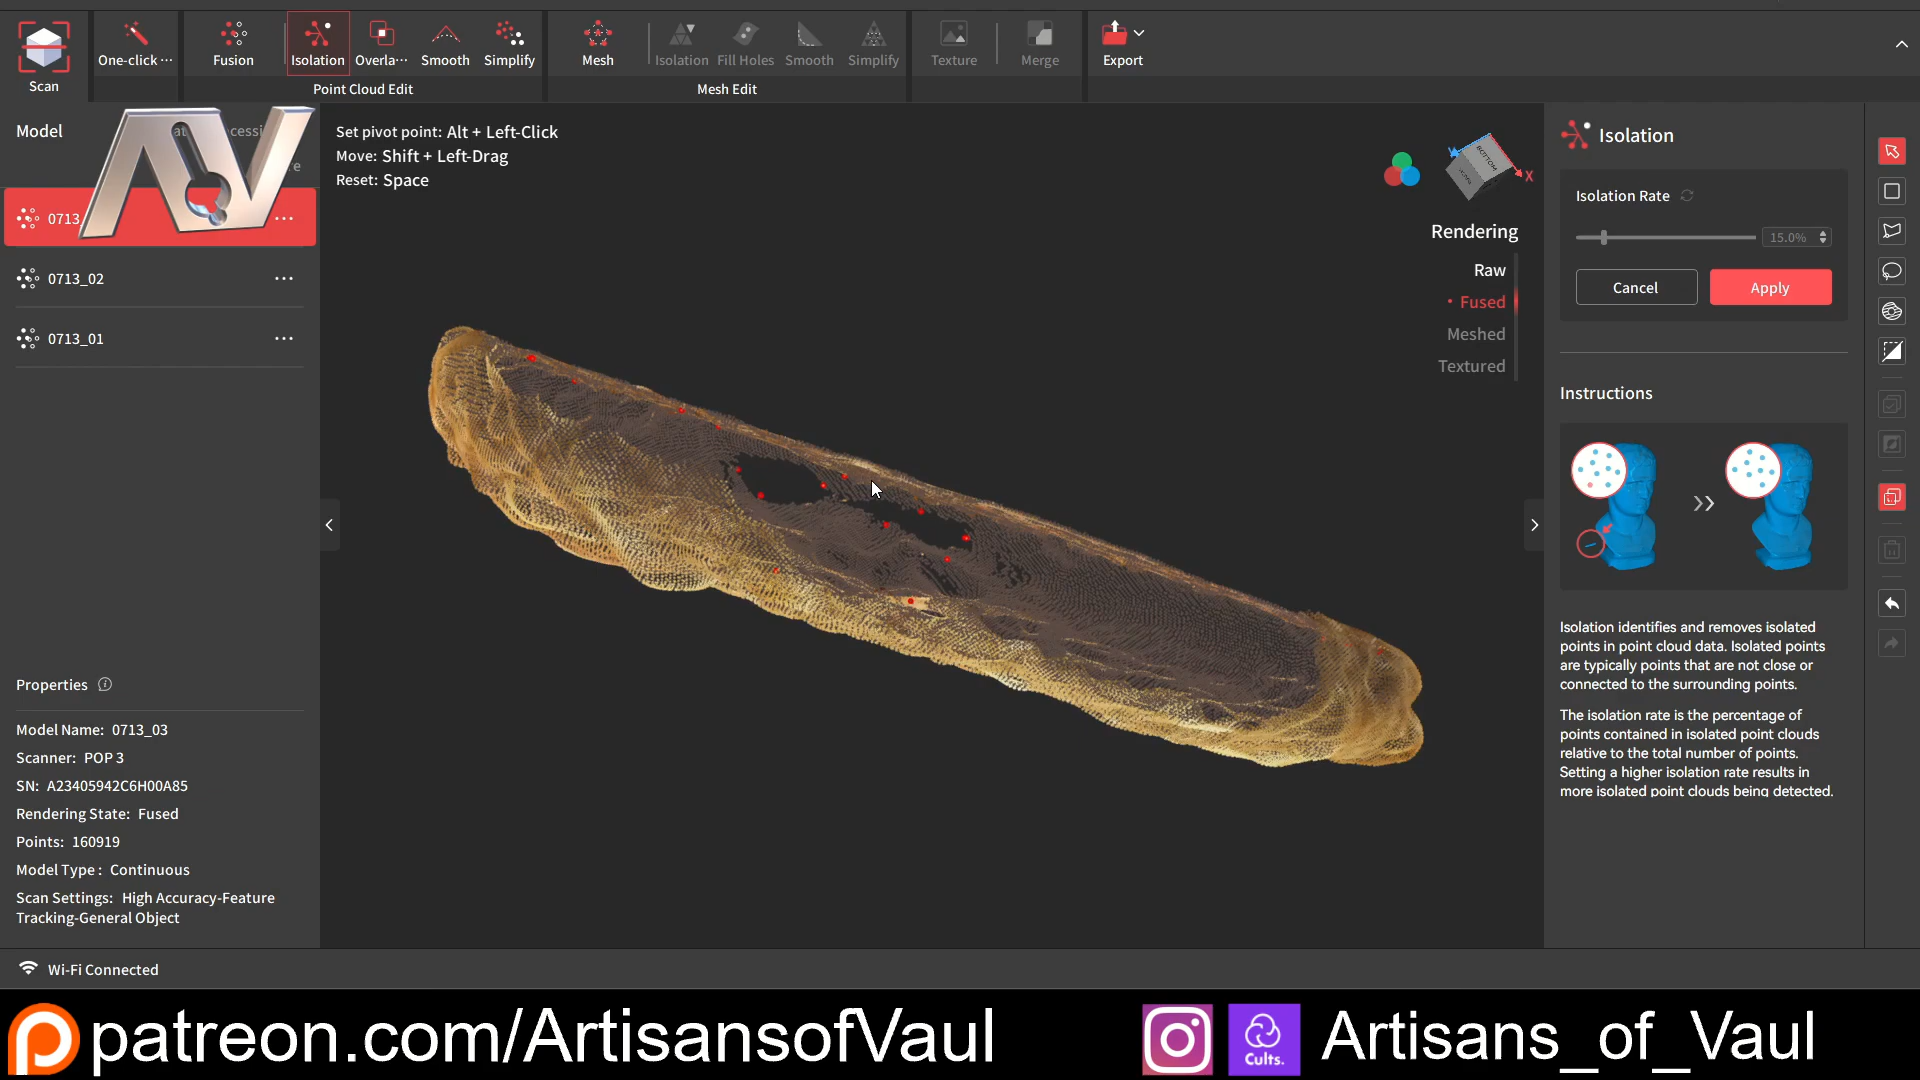 One-click ···
Fusion
Isolation
Overla···
Smooth
Simplify
Mesh
Isolation
Fill Holes
Smooth
Simplify
Texture
Merge
Export
Scan
Point Cloud Edit
Mesh Edit
Model
0713
0713_02
0713_01
Set pivot point: Alt + Left-Click
Move: Shift + Left-Drag
Reset: Space
BOTTOM
X
Rendering
Raw
Fused
Meshed
Textured
Isolation
Isolation Rate
15.0%
Cancel
Apply
Instructions
Isolation identifies and removes isolated
points in point cloud data. Isolated points
are typically points that are not close or
connected to the surrounding points.
The isolation rate is the percentage of
points contained in isolated point clouds
relative to the total number of points.
Setting a higher isolation rate results in
more isolated point clouds being detected.
Properties
Model Name: 0713_03
Scanner: POP 3
SN: A23405942C6H00A85
Rendering State: Fused
Points: 160919
Model Type : Continuous
Scan Settings: High Accuracy-Feature
Tracking-General Object
Wi-Fi Connected
patreon.com/ArtisansofVaul
Cults.
Artisans_of_Vaul